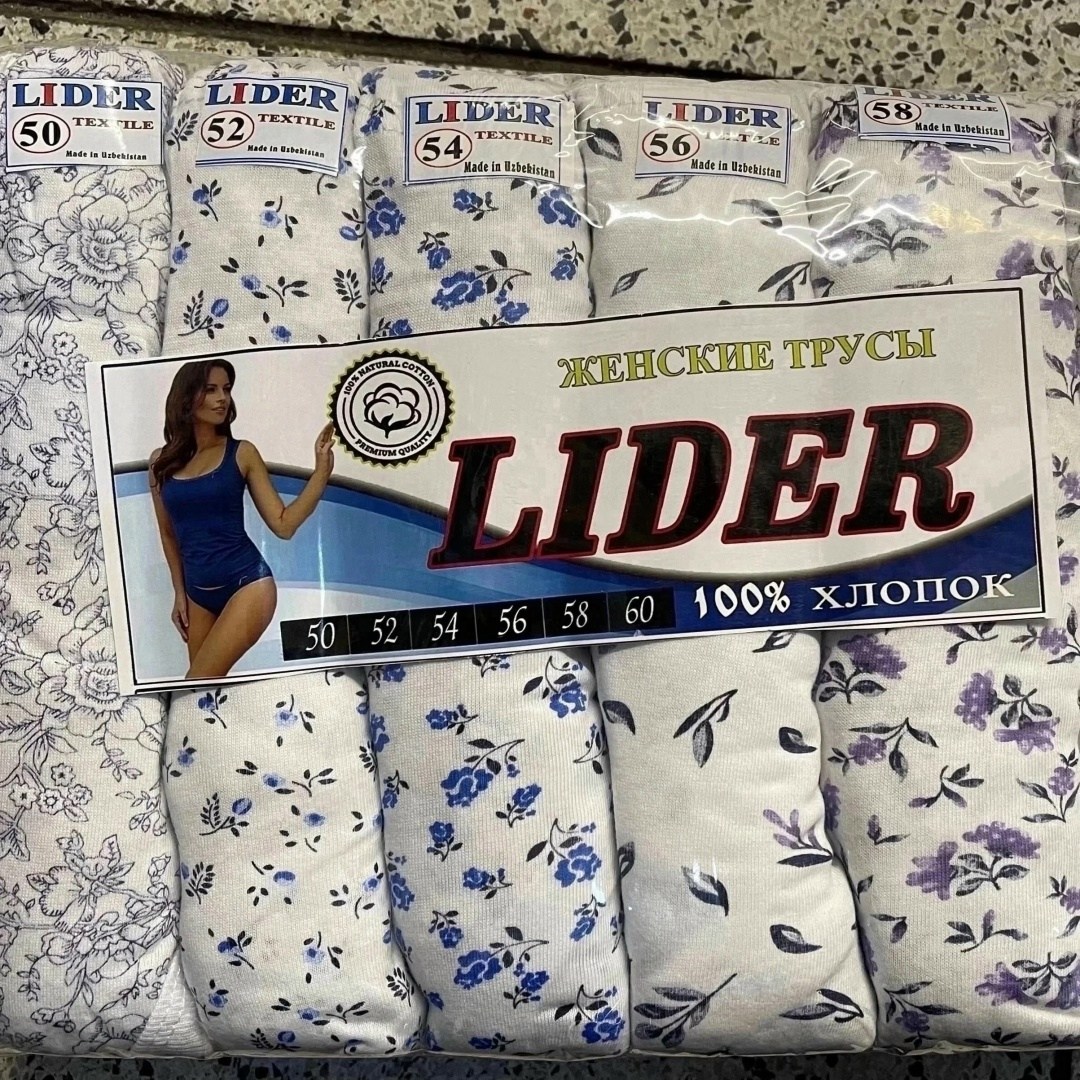 LIDER
50 TEXTILE
Made in Uzbekistan
LIDER
52 TEXTILE
Made in Uzbekistan
LIDER
54 TEXTILE
Made in Uzbekistan
LIDER
56 TEXTILE
Made in Uzbekistan
LIDER
58 TEXTILE
Made in Uzbekistan
100% NATURAL COTTON
PREMIUM QUALITY
ЖЕНСКИЕ ТРУСЫ
LIDER
50 52 54 56 58 60
100% ХЛОПОК